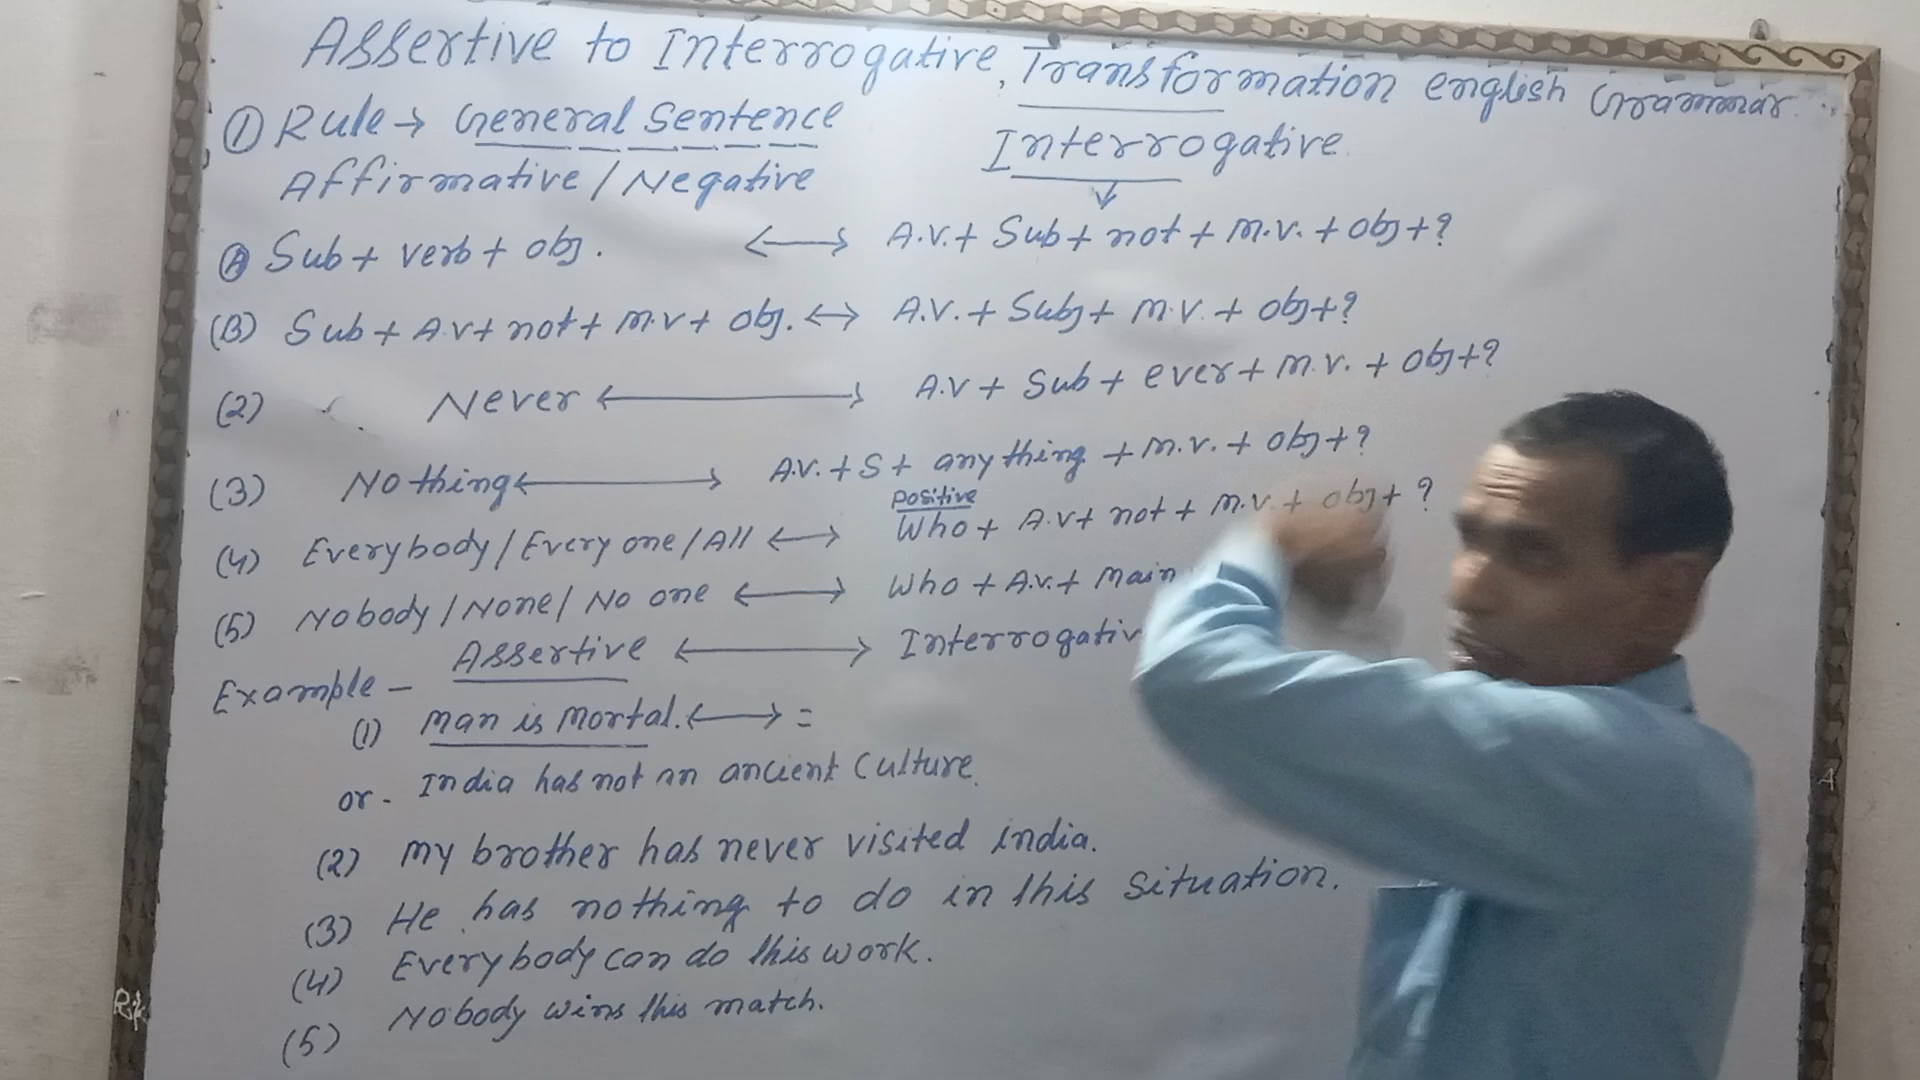 Assertive to Interrogative, Transformation english Grammar.
① Rule → General Sentence
Interrogative
Affirmative / Negative
Ⓐ Sub + verb + obj. ↔ A.V. + Sub + not + m.v. + obj + ?
(B) Sub + A.v + not + m.v + obj. ↔ A.V. + Subj + m.v. + obj + ?
(2) Never ↔ A.V + Sub + ever + m.v. + obj + ?
(3) Nothing ↔ A.V. + S + anything + m.v. + obj + ?
positive
(4) Everybody / Every one / All ↔ Who + A.v + not + m.v. + obj + ?
(5) Nobody / None / No one ↔ Who + A.v. + main
Assertive ↔ Interrogativ
Example -
(1) man is mortal. ↔ =
or - India has not an ancient culture.
(2) my brother has never visited india.
(3) He has nothing to do in this situation.
(4) Everybody can do this work.
(5) Nobody wins this match.